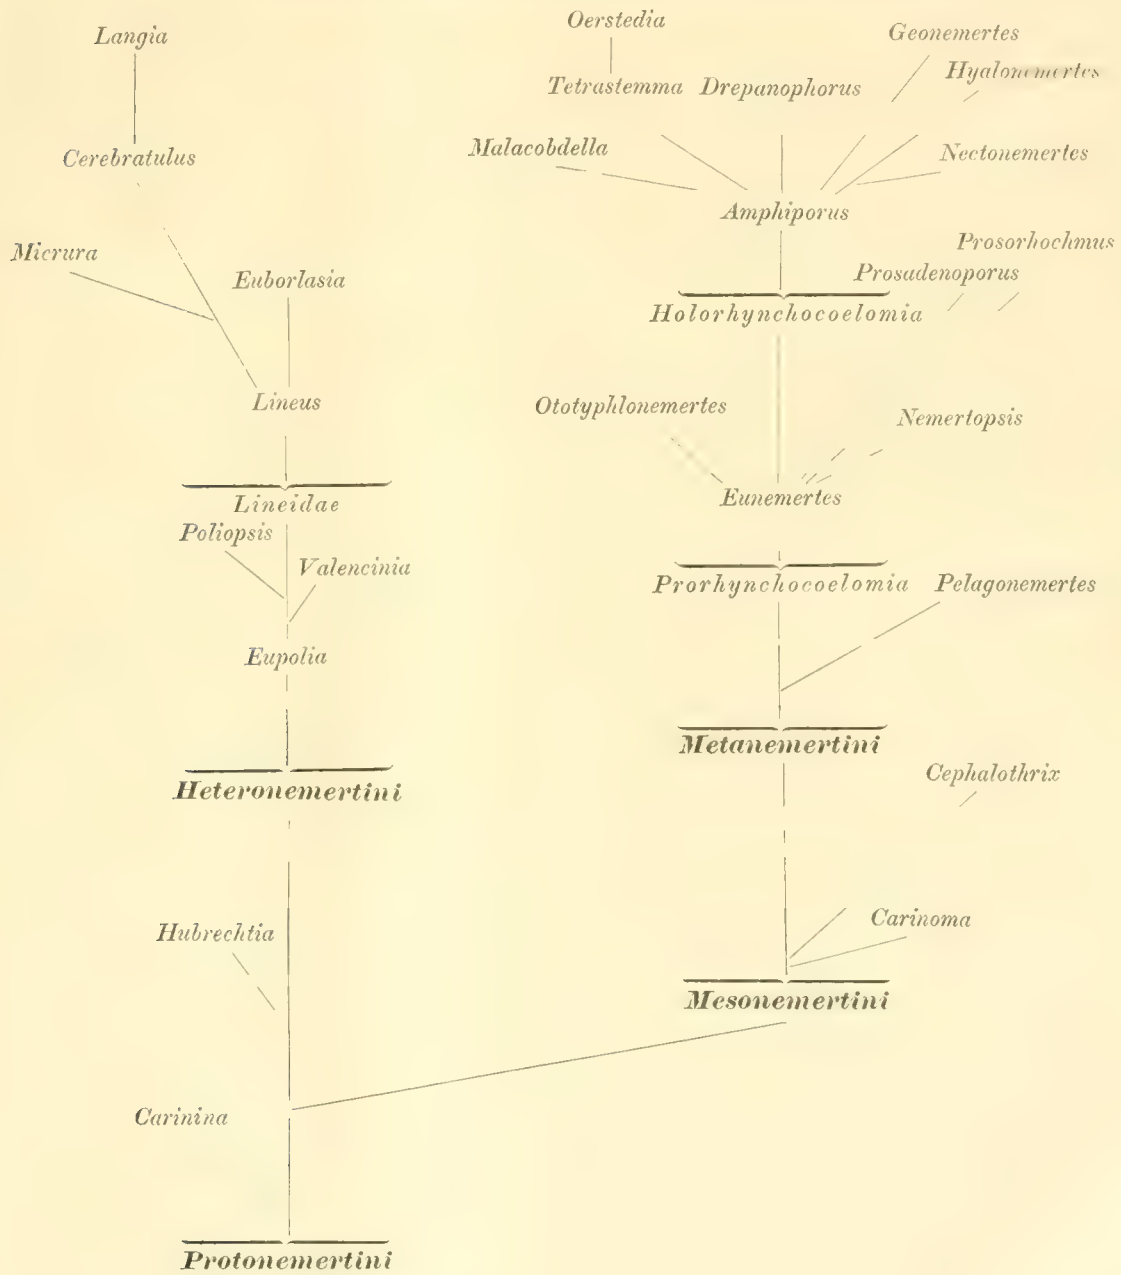 Oerstedia
Langia
Geonemertes
Hyalonemertes
Tetrastemma Drepanophorus
Malacobdella
Cerebratulus
Nectonemertes
Amphiporus
Micrura
Prosorhochmus
Euborlasia
Prosadenoporus
Holorhynchocoelomia
Lineus
Ototyphlonemertes
Nemertopsis
Lineidae
Eunemertes
Poliopsis
Valencinia
Prorhynchocoelomia
Pelagonemertes
Eupolia
Metanemertini
Cephalothrix
Heteronemertini
Hubrechtia
Carinoma
Mesonemertini
Carinina
Protonemertini